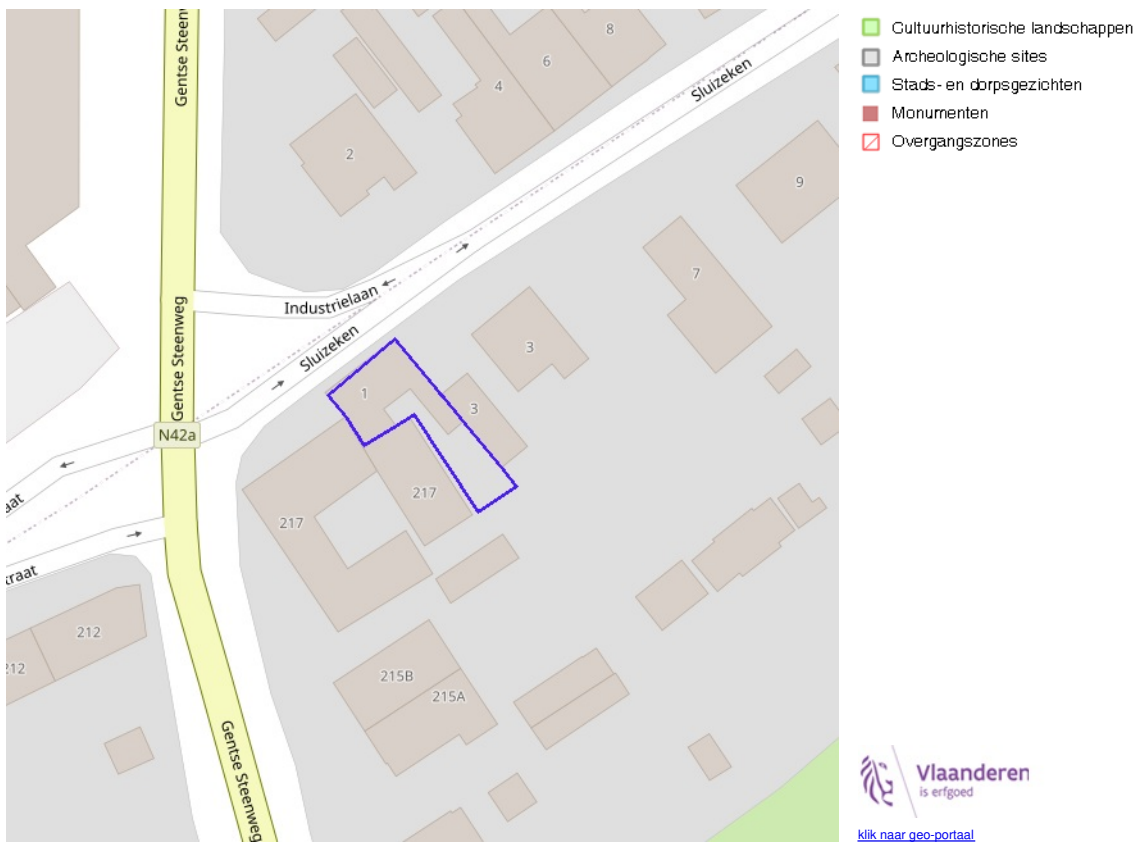 Gentse Steenweg
8
6
4
Sluizeken
2
9
7
Industrielaan
Gentse Steenweg
Sluizeken
3
1
3
N42a
217
217
212
212
215B
215A
Gentse Steenweg
Cultuurhistorische landschappen
Archeologische sites
Stads- en dorpsgezichten
Monumenten
Overgangszones
Vlaanderen
is erfgoed
klik naar geo-portaal